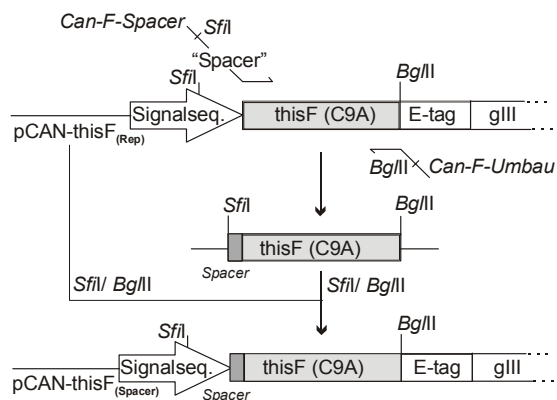 Can-F-Spacer
SfiI
"Spacer"
SfiI
BglII
Signalseq.
thisF (C9A)
E-tag
gIII
pCAN-thisF(Rep)
BglII
Can-F-Umbau
SfiI
BglII
thisF (C9A)
Spacer
SfiI/ BglII
SfiI/ BglII
SfiI
BglII
Signalseq.
thisF (C9A)
E-tag
gIII
pCAN-thisF(Spacer)
Spacer